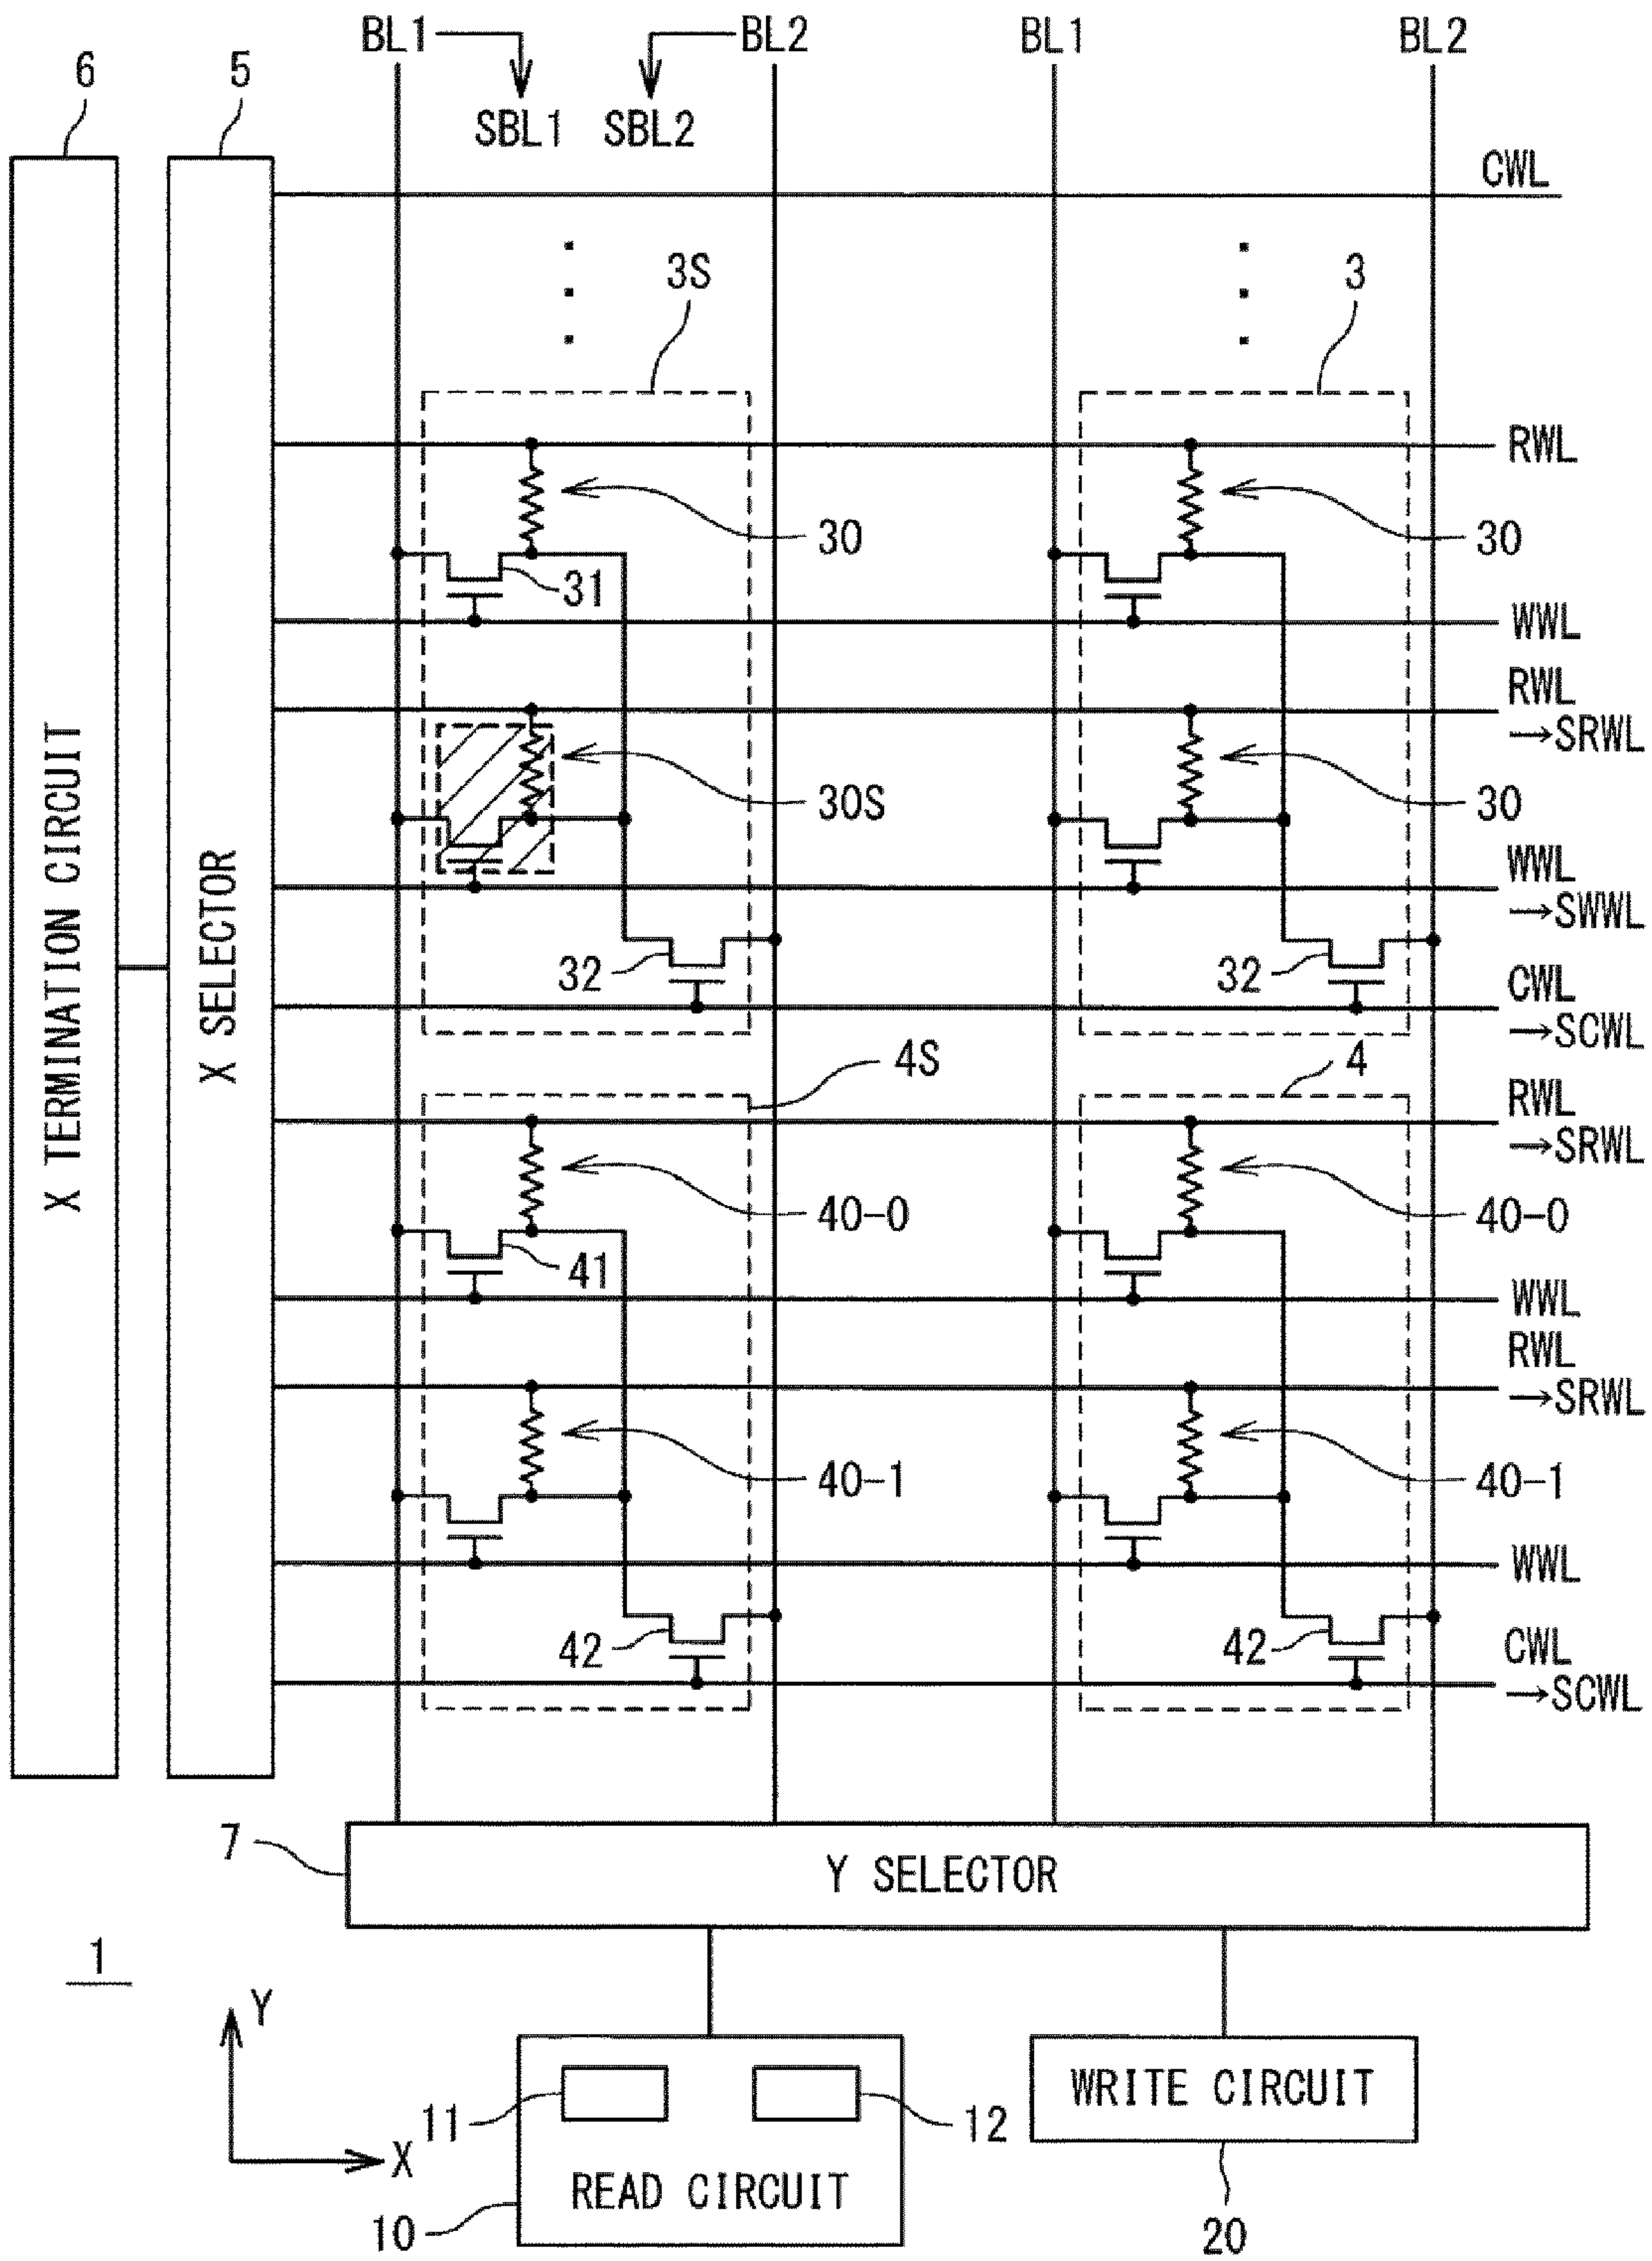 BL1
BL2
BL1
BL2
6
5
SBL1
SBL2
CWL
3S
3
RWL
30
30
31
WWL
RWL
→SRWL
30S
30
WWL
→SWWL
32
32
CWL
→SCWL
4S
4
RWL
→SRWL
40-0
40-0
41
WWL
RWL
→SRWL
40-1
40-1
WWL
42
42
CWL
→SCWL
X TERMINATION CIRCUIT
X SELECTOR
7
Y SELECTOR
1
Y
X
11
12
READ CIRCUIT
10
WRITE CIRCUIT
20